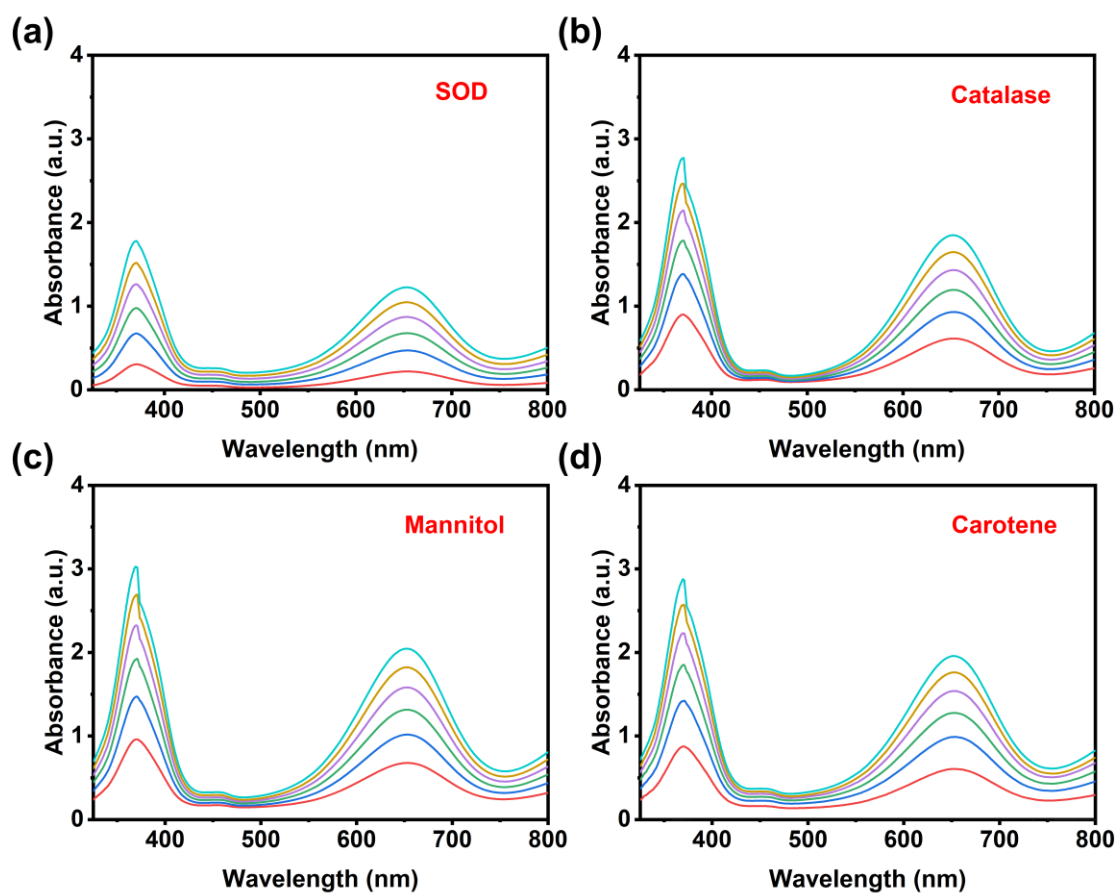 (a)
SOD
4
3
2
1
0
Absorbance (a.u.)
400 500 600 700 800
Wavelength (nm)
(b)
Catalase
4
3
2
1
0
Absorbance (a.u.)
400 500 600 700 800
Wavelength (nm)
(c)
Mannitol
4
3
2
1
0
Absorbance (a.u.)
400 500 600 700 800
Wavelength (nm)
(d)
Carotene
4
3
2
1
0
Absorbance (a.u.)
400 500 600 700 800
Wavelength (nm)